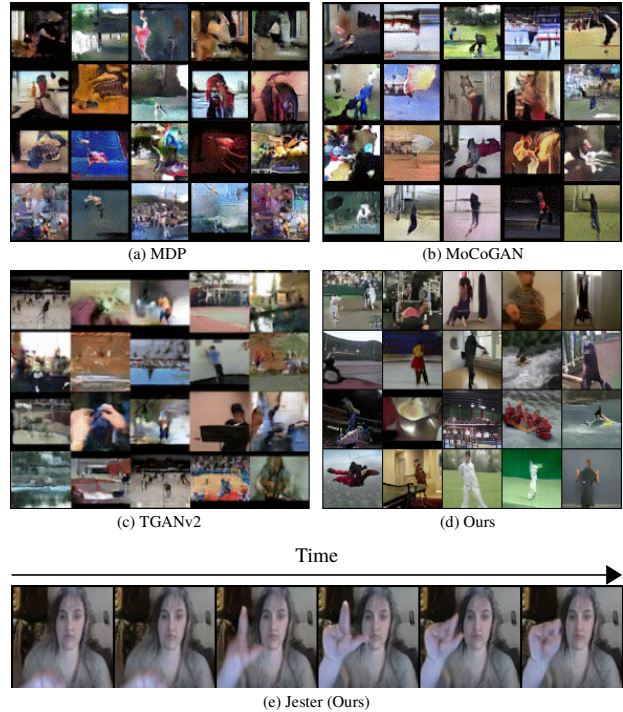 (a) MDP
(b) MoCoGAN
(c) TGANv2
(d) Ours
Time
(e) Jester (Ours)